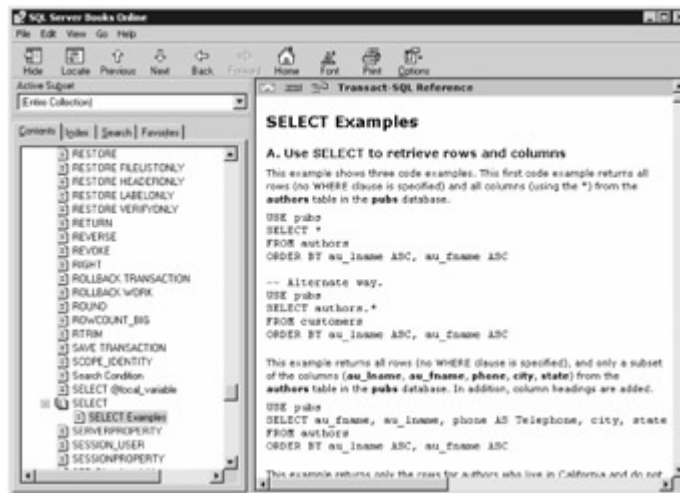 SQL Server Books Online
File Edit View Go Help
Hide Locate Previous Next Back Forward Home Font Print Options
Active Subset
(Entire Collection)
Contents Index Search Favorites
RESTORE
RESTORE FILELISTONLY
RESTORE HEADERONLY
RESTORE LABELONLY
RESTORE VERIFYONLY
RETURN
REVERSE
REVOKE
RIGHT
ROLLBACK TRANSACTION
ROLLBACK WORK
ROUND
ROWCOUNT_BIG
RTRIM
SAVE TRANSACTION
SCOPE_IDENTITY
Search Condition
SELECT @local_variable
SELECT
SELECT Examples
SERVERPROPERTY
SESSION_USER
SESSIONPROPERTY
Transact-SQL Reference
SELECT Examples
A. Use SELECT to retrieve rows and columns
This example shows three code examples. This first code example returns all
rows (no WHERE clause is specified) and all columns (using the *) from the
authors table in the pubs database.
USE pubs
SELECT *
FROM authors
ORDER BY au_lname ASC, au_fname ASC
-- Alternate way.
USE pubs
SELECT authors.*
FROM customers
ORDER BY au_lname ASC, au_fname ASC
This example returns all rows (no WHERE clause is specified), and only a subset
of the columns (au_lname, au_fname, phone, city, state) from the
authors table in the pubs database. In addition, column headings are added.
USE pubs
SELECT au_fname, au_lname, phone AS Telephone, city, state
FROM authors
ORDER BY au_lname ASC, au_fname ASC
This example returns only the rows for authors who live in California and do not